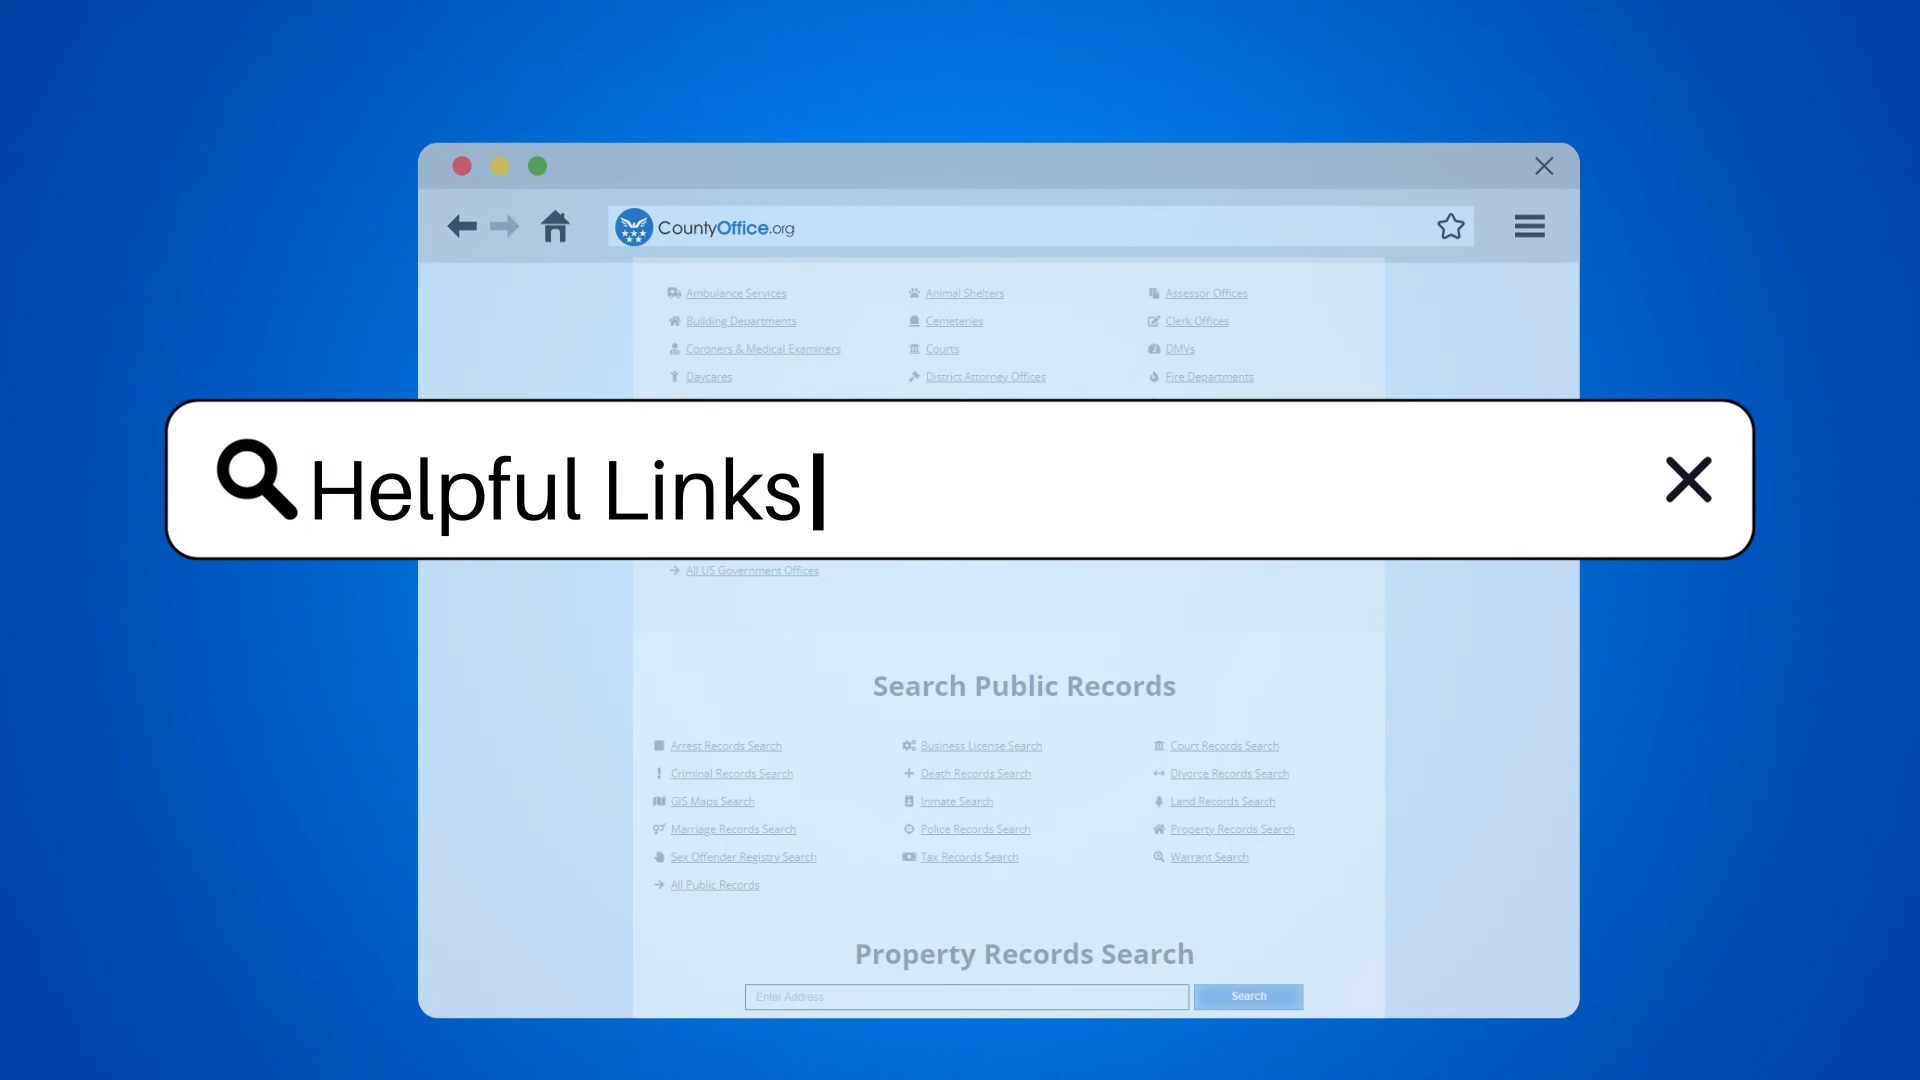 CountyOffice.org
Ambulance Services Animal Shelters Assessor Offices
Building Departments Cemeteries Clerk Offices
Coroners & Medical Examiners Courts DMVs
Daycares District Attorney Offices Fire Departments
Helpful Links
All US Government Offices
Search Public Records
Arrest Records Search Business License Search Court Records Search
Criminal Records Search Death Records Search Divorce Records Search
GIS Maps Search Inmate Search Land Records Search
Marriage Records Search Police Records Search Property Records Search
Sex Offender Registry Search Tax Records Search Warrant Search
All Public Records
Property Records Search
Enter Address Search